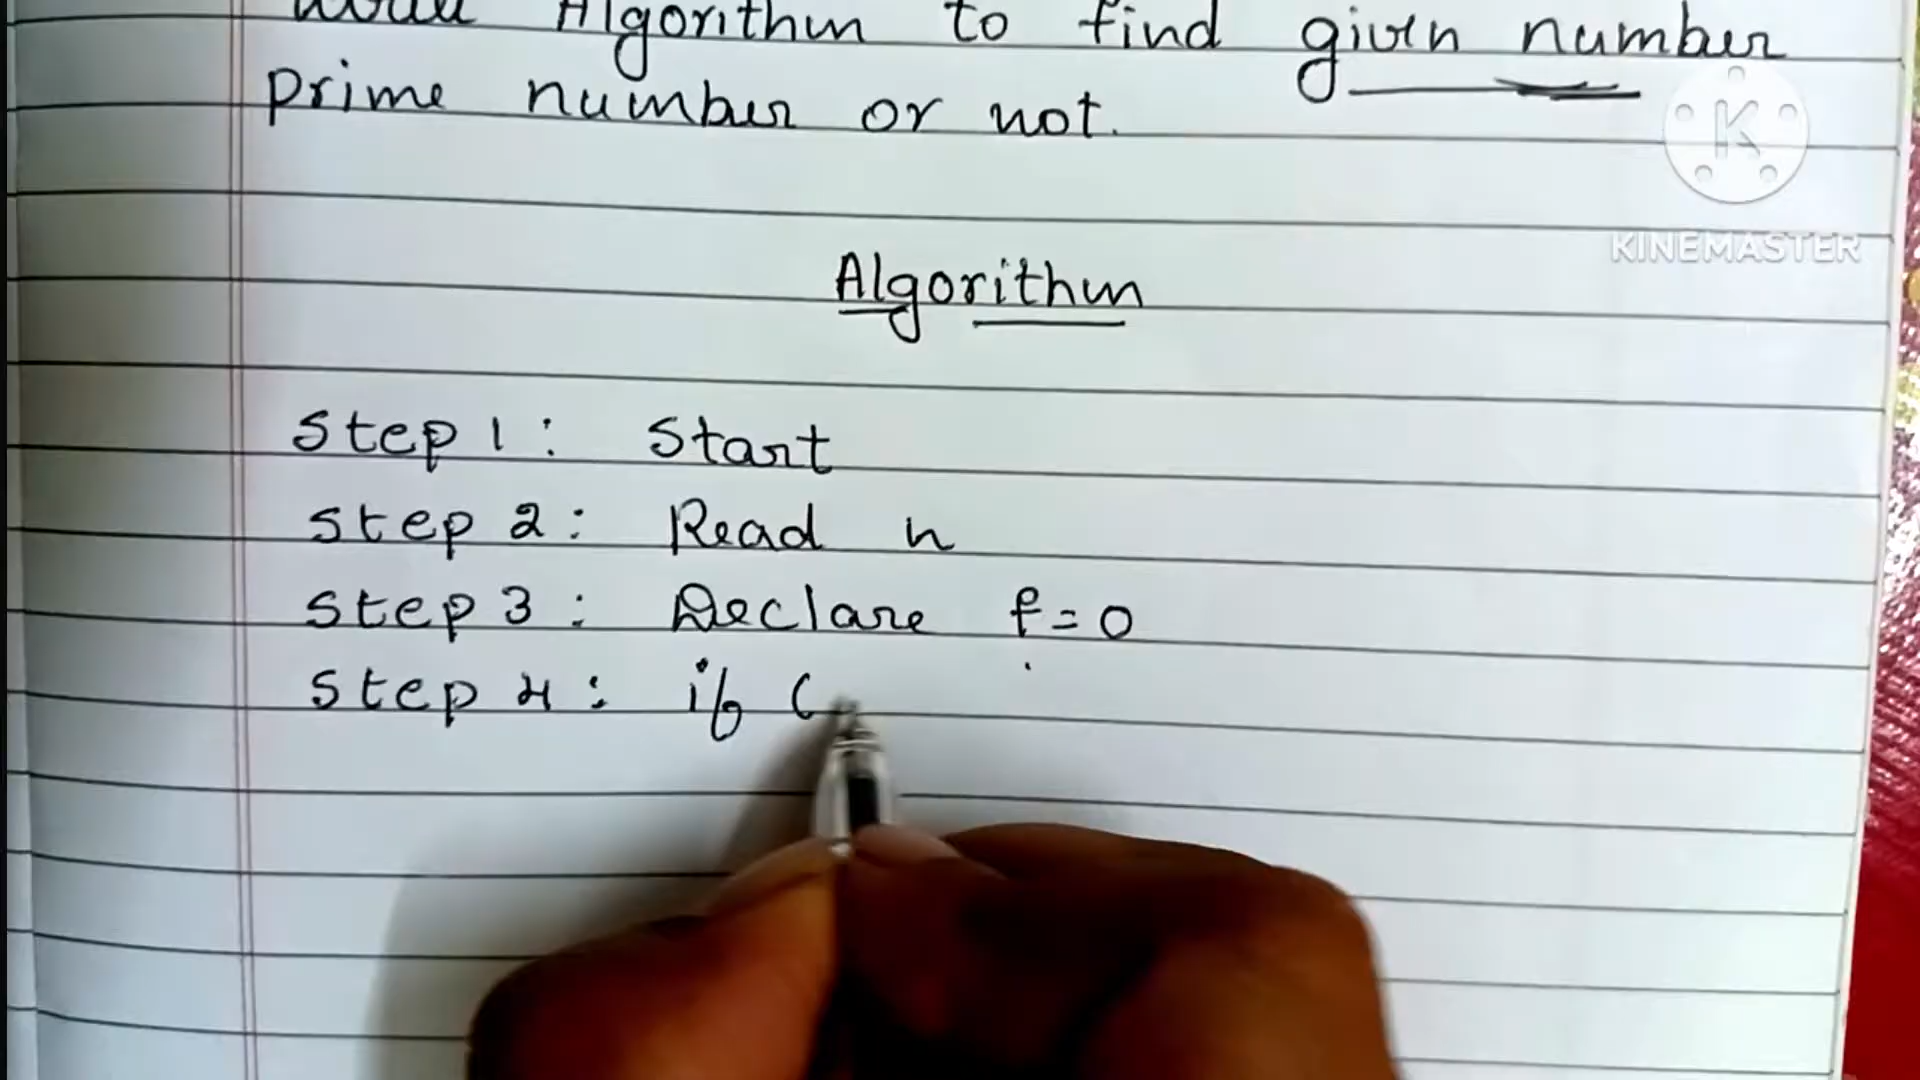 Algorithm to find given number
prime number or not.
KINEMASTER
Algorithm
Step 1: Start
Step 2: Read n
Step 3: Declare f=0
Step 4: if (